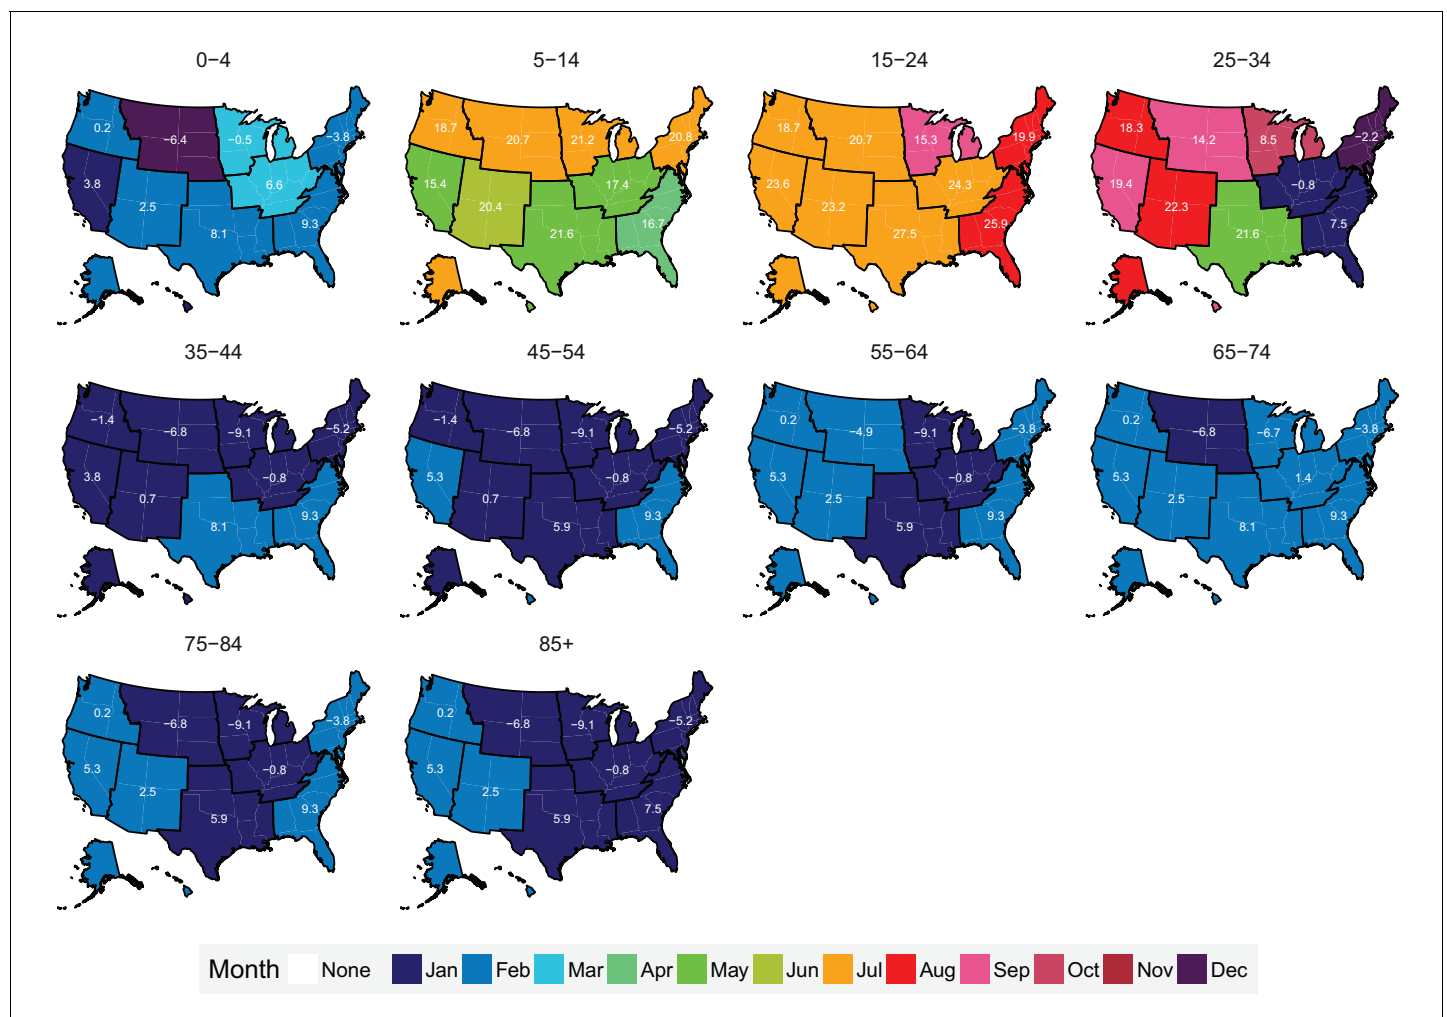 0−4 5−14 15−24 25−34
0.2 −6.4 −0.5 −3.8 3.8 2.5 6.6 8.1 9.3
18.7 20.7 21.2 20.8 15.4 20.4 17.4 21.6 16.7
18.7 20.7 15.3 19.9 23.6 23.2 24.3 27.5 25.9
18.3 14.2 8.5 −2.2 19.4 22.3 −0.8 21.6 7.5
35−44 45−54 55−64 65−74
−1.4 −6.8 −9.1 −5.2 3.8 0.7 −0.8 8.1 9.3
−1.4 −6.8 −9.1 −5.2 5.3 0.7 −0.8 5.9 9.3
0.2 −4.9 −9.1 −3.8 5.3 2.5 −0.8 5.9 9.3
0.2 −6.8 −6.7 −3.8 5.3 2.5 1.4 8.1 9.3
75−84 85+
0.2 −6.8 −9.1 −3.8 5.3 2.5 −0.8 5.9 9.3
0.2 −6.8 −9.1 −5.2 5.3 2.5 −0.8 5.9 7.5
Month None Jan Feb Mar Apr May Jun Jul Aug Sep Oct Nov Dec